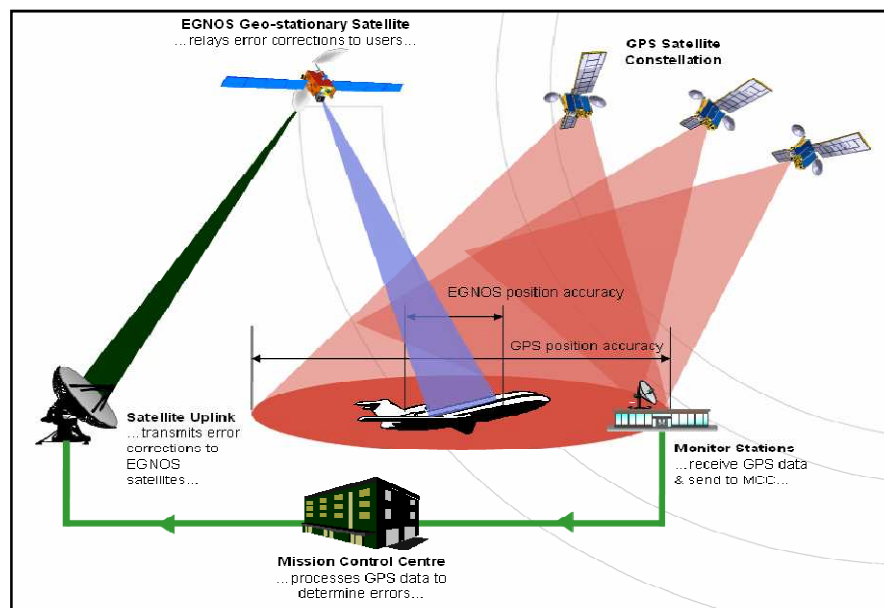 EGNOS Geo-stationary Satellite
...relays error corrections to users...
GPS Satellite
Constellation
EGNOS position accuracy
GPS position accuracy
Satellite Uplink
...transmits error
corrections to
EGNOS
satellites...
Monitor Stations
...receive GPS data
& send to MCC...
Mission Control Centre
...processes GPS data to
determine errors...